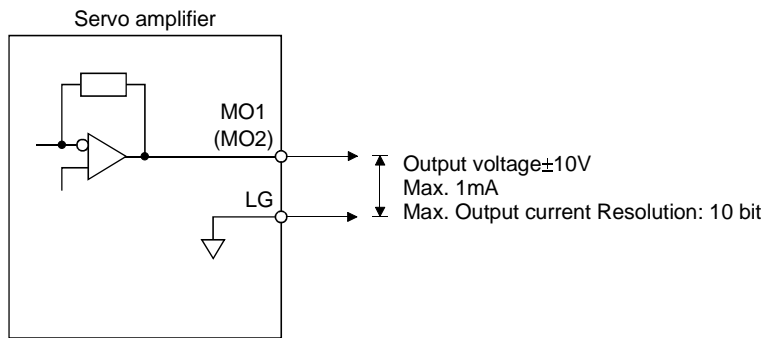 Servo amplifier
MO1
(MO2)
LG
Output voltage±10V
Max. 1mA
Max. Output current Resolution: 10 bit